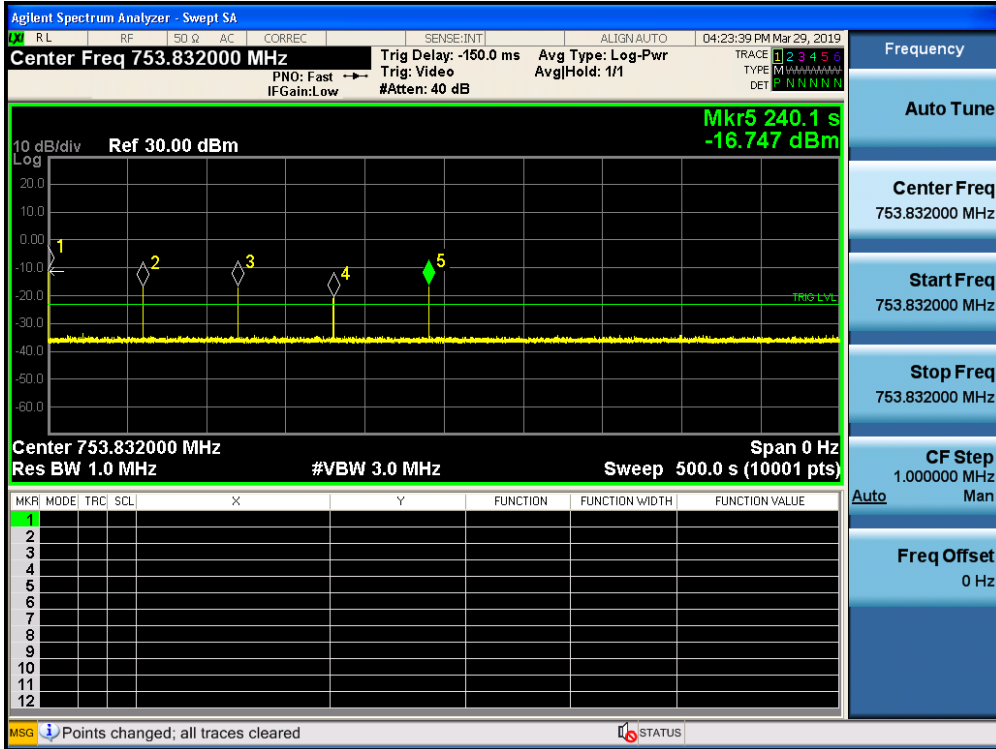 Agilent Spectrum Analyzer - Swept SA
LXI RL RF 50 Ω AC CORREC SENSE:INT ALIGN AUTO 04:23:39 PM Mar 29, 2019
Center Freq 753.832000 MHz
PNO: Fast
IFGain:Low
Trig Delay: -150.0 ms
Trig: Video
#Atten: 40 dB
Avg Type: Log-Pwr
Avg|Hold: 1/1
TRACE 1 2 3 4 5 6
TYPE M WWWWW
DET P N N N N N
Mkr5 240.1 s
-16.747 dBm
10 dB/div Ref 30.00 dBm
Log
20.0
10.0
0.00
-10.0
-20.0
-30.0
-40.0
-50.0
-60.0
1
2
3
4
5
TRIG LVL
Center 753.832000 MHz Span 0 Hz
Res BW 1.0 MHz #VBW 3.0 MHz Sweep 500.0 s (10001 pts)
MKR MODE TRC SCL X Y FUNCTION FUNCTION WIDTH FUNCTION VALUE
1
2
3
4
5
6
7
8
9
10
11
12
MSG Points changed; all traces cleared STATUS
Frequency
Auto Tune
Center Freq
753.832000 MHz
Start Freq
753.832000 MHz
Stop Freq
753.832000 MHz
CF Step
1.000000 MHz
Auto Man
Freq Offset
0 Hz